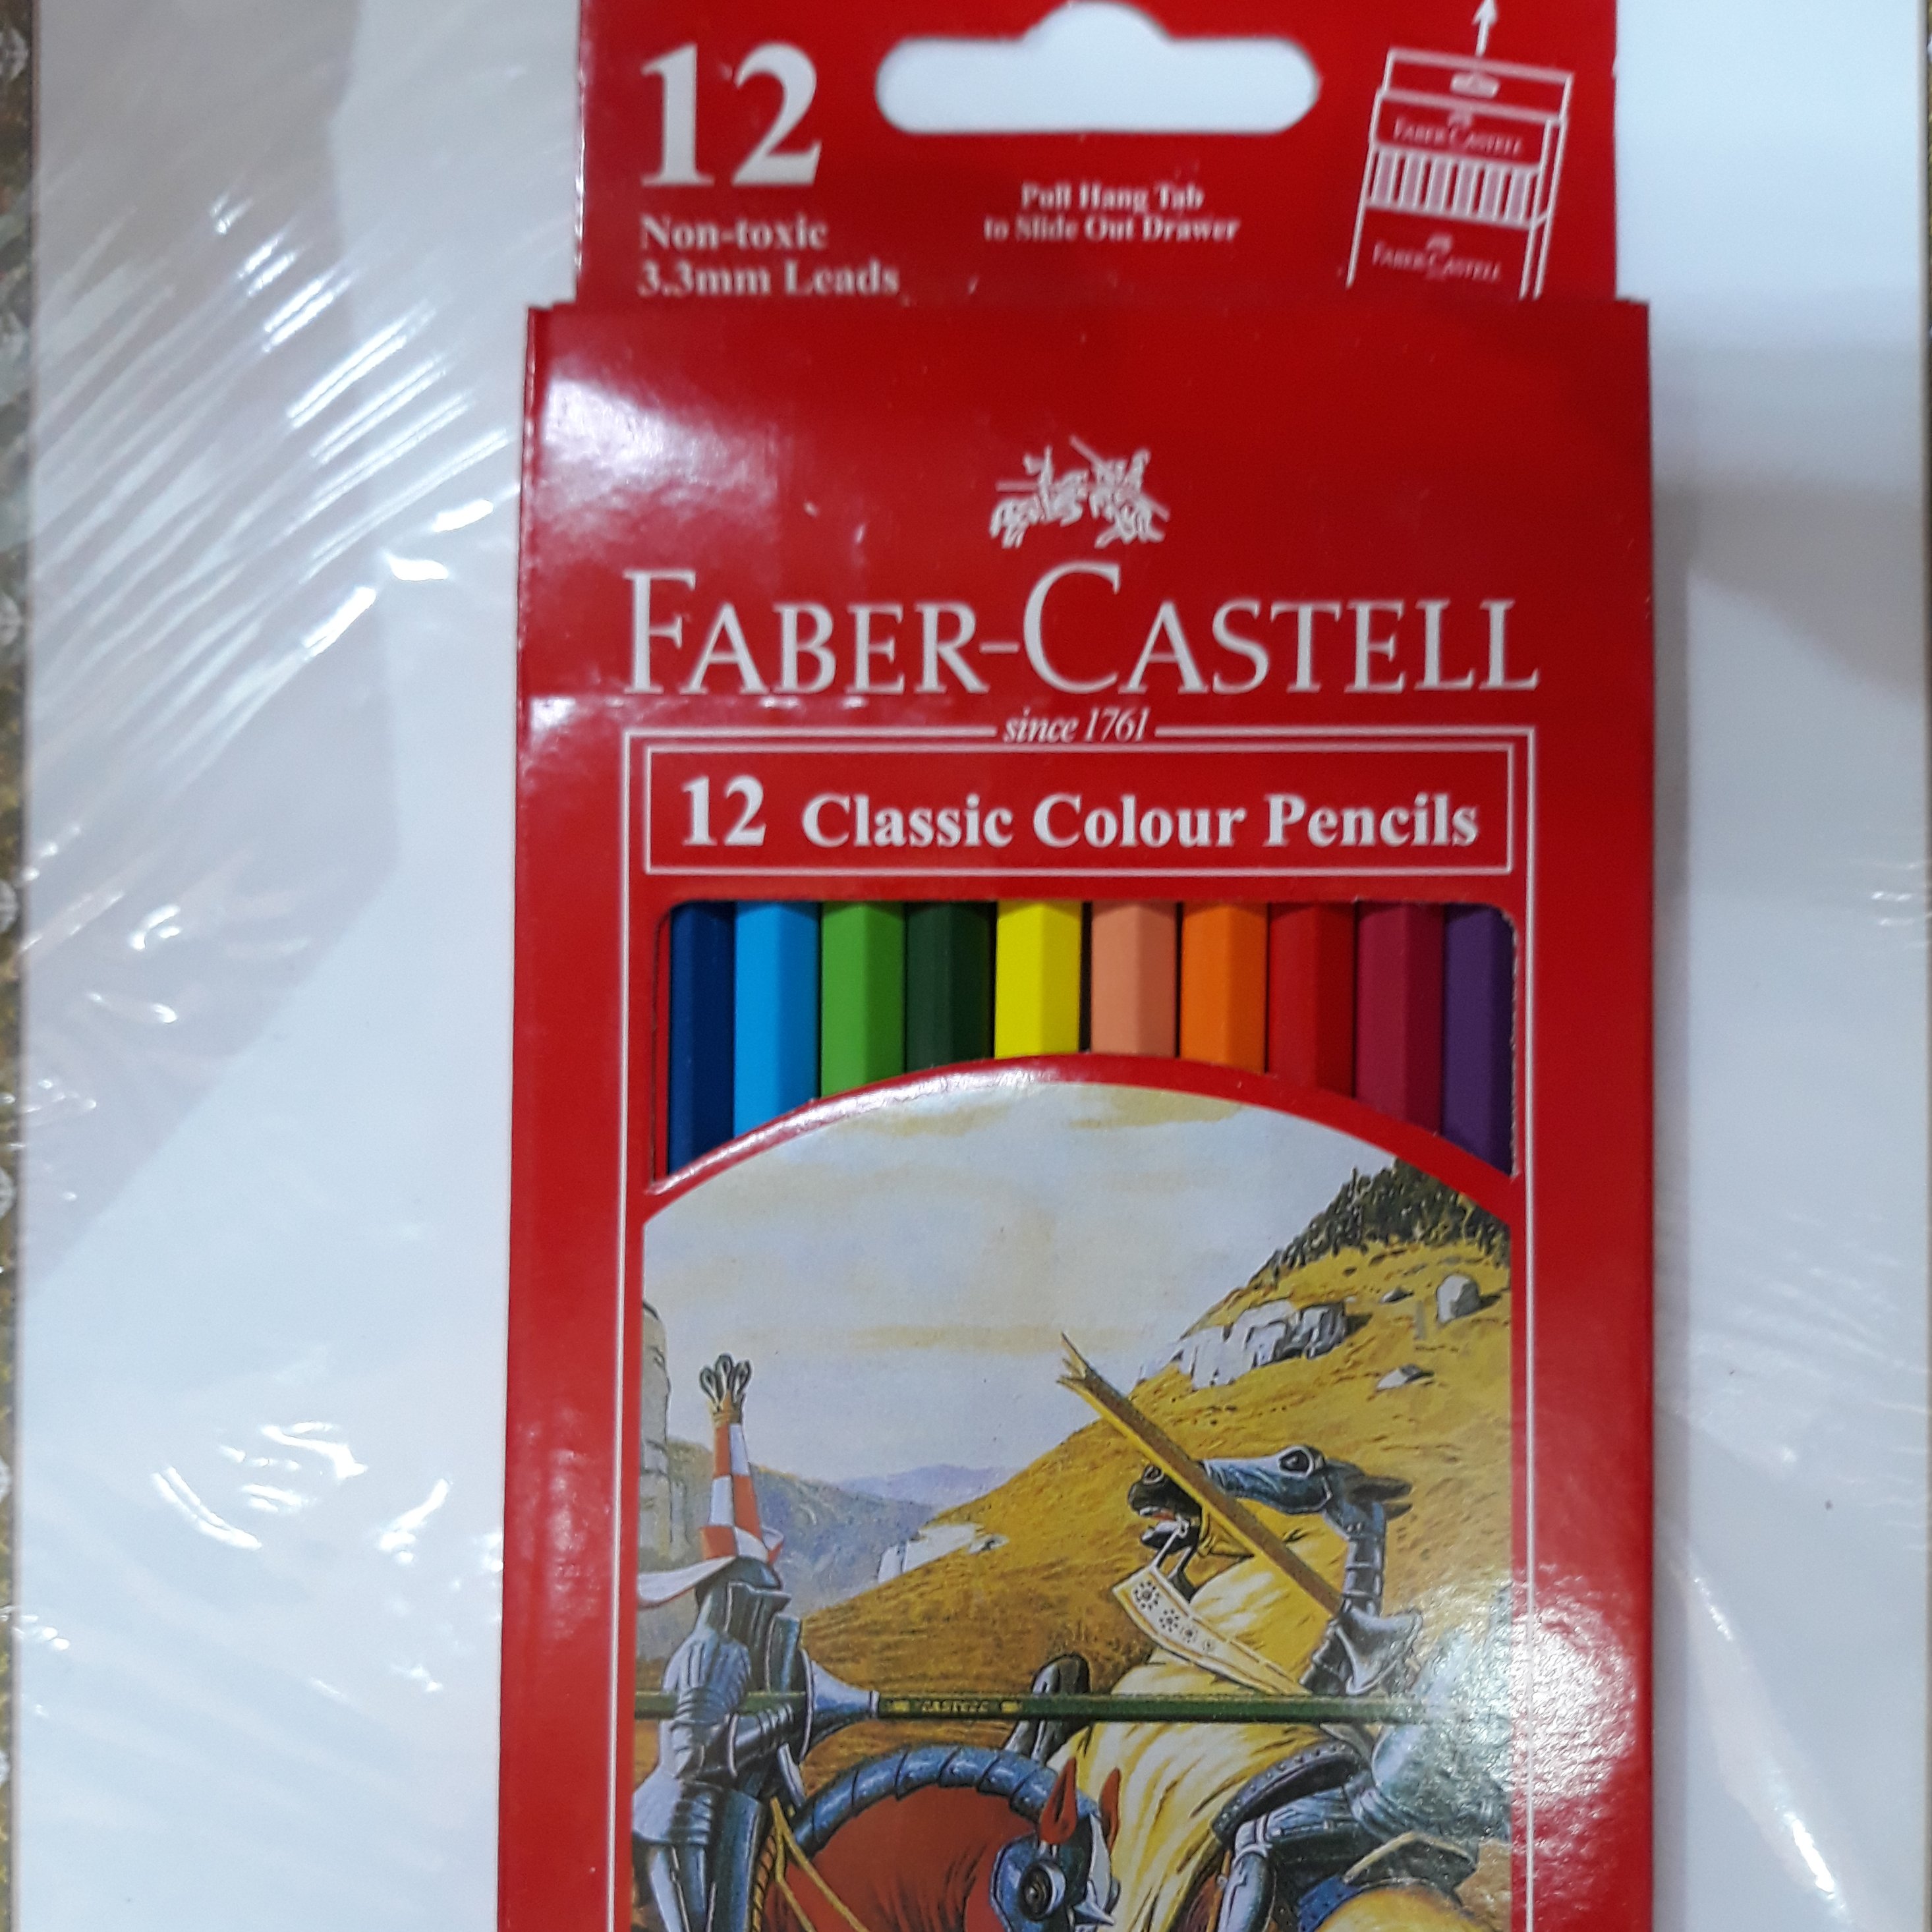 12
Non-toxic
3.3mm Leads
Pull Hang Tab
to Slide Out Drawer
FABER-CASTELL
FABER-CASTELL
FABER-CASTELL
since 1761
12 Classic Colour Pencils